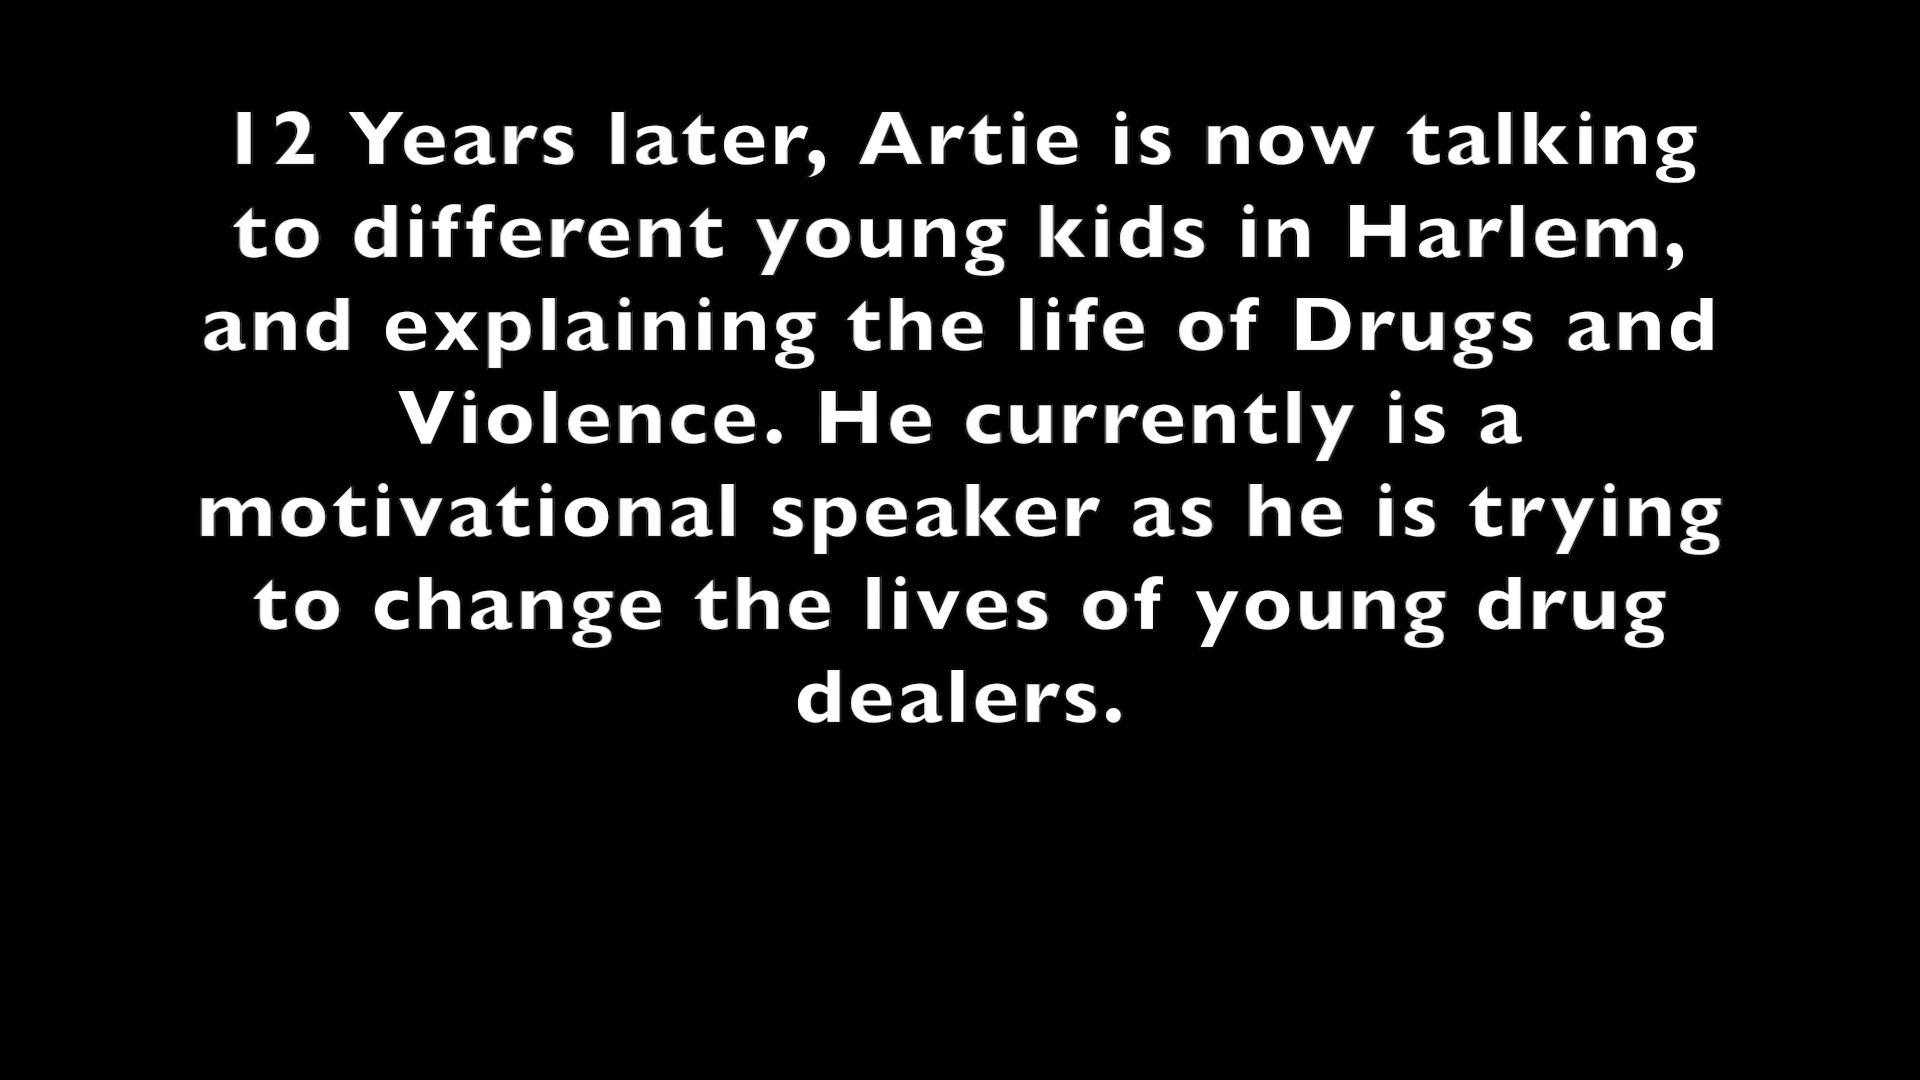 12 Years later, Artie is now talking
to different young kids in Harlem,
and explaining the life of Drugs and
Violence. He currently is a
motivational speaker as he is trying
to change the lives of young drug
dealers.